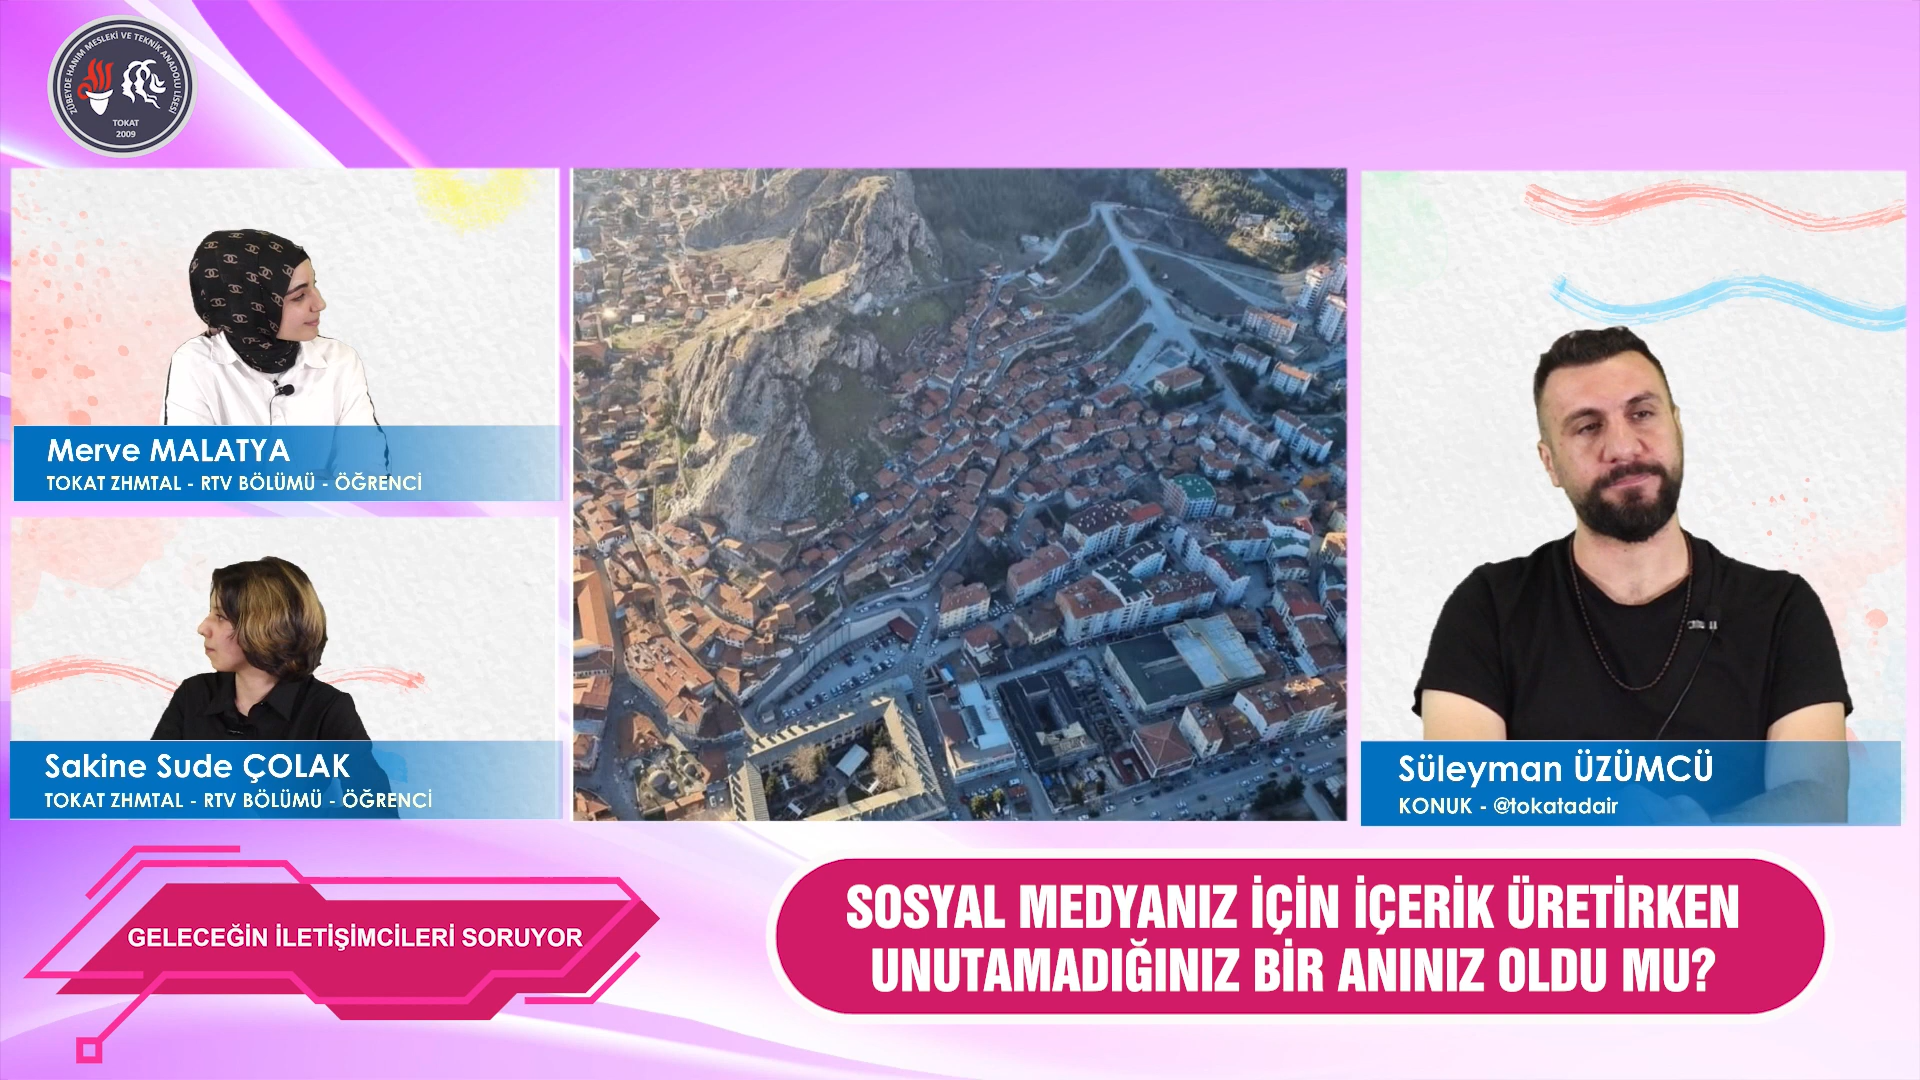 ZÜBEYDE HANIM MESLEKİ VE TEKNİK ANADOLU LİSESİ
TOKAT
2009
Merve MALATYA
TOKAT ZHMTAL - RTV BÖLÜMÜ - ÖĞRENCİ
Sakine Sude ÇOLAK
TOKAT ZHMTAL - RTV BÖLÜMÜ - ÖĞRENCİ
Süleyman ÜZÜMCÜ
KONUK - @tokatadair
GELECEĞİN İLETİŞİMCİLERİ SORUYOR
SOSYAL MEDYANIZ İÇİN İÇERİK ÜRETİRKEN
UNUTAMADIĞINIZ BİR ANINIZ OLDU MU?